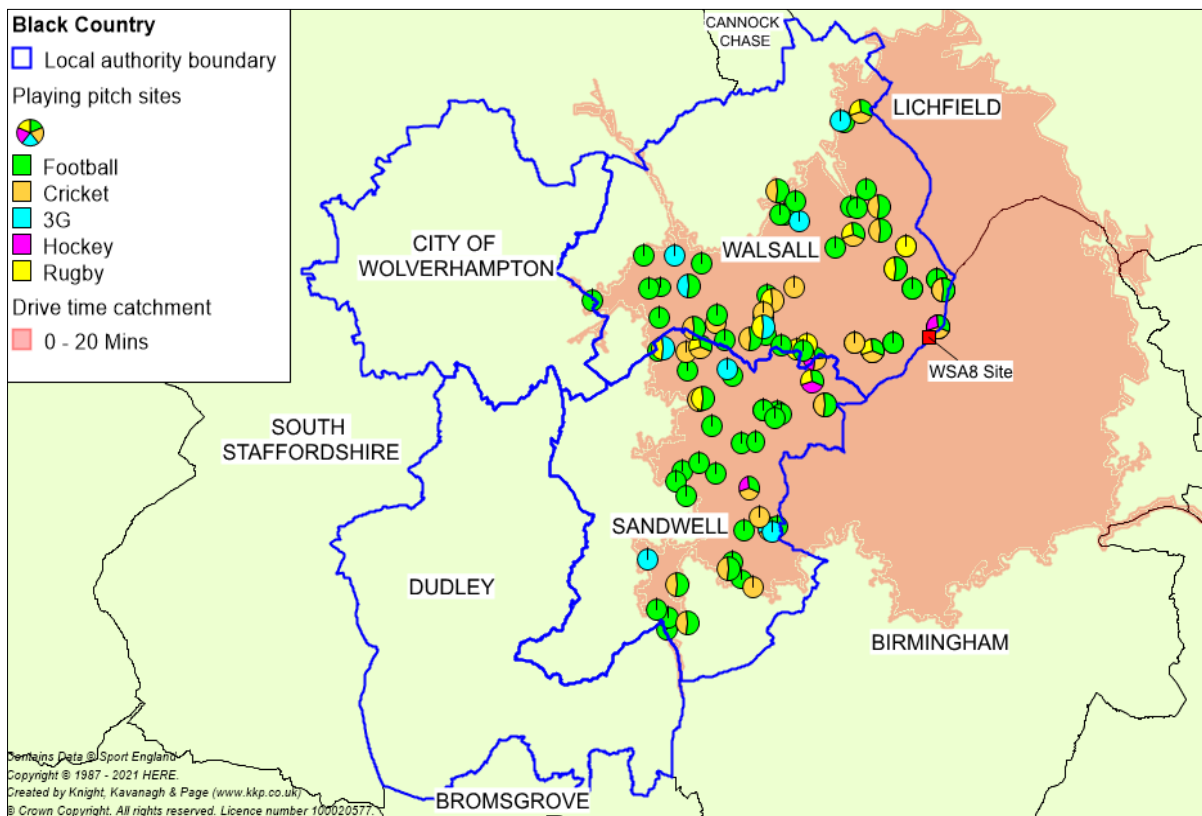 Black Country
Local authority boundary
Playing pitch sites
Football
Cricket
3G
Hockey
Rugby
Drive time catchment
0 - 20 Mins
CANNOCK
CHASE
LICHFIELD
CITY OF
WOLVERHAMPTON
WALSALL
WSA8 Site
SOUTH
STAFFORDSHIRE
SANDWELL
DUDLEY
BIRMINGHAM
BROMSGROVE
Contains Data © Sport England
Copyright © 1987 - 2021 HERE.
Created by Knight, Kavanagh & Page (www.kkp.co.uk)
© Crown Copyright. All rights reserved. Licence number 100020577.